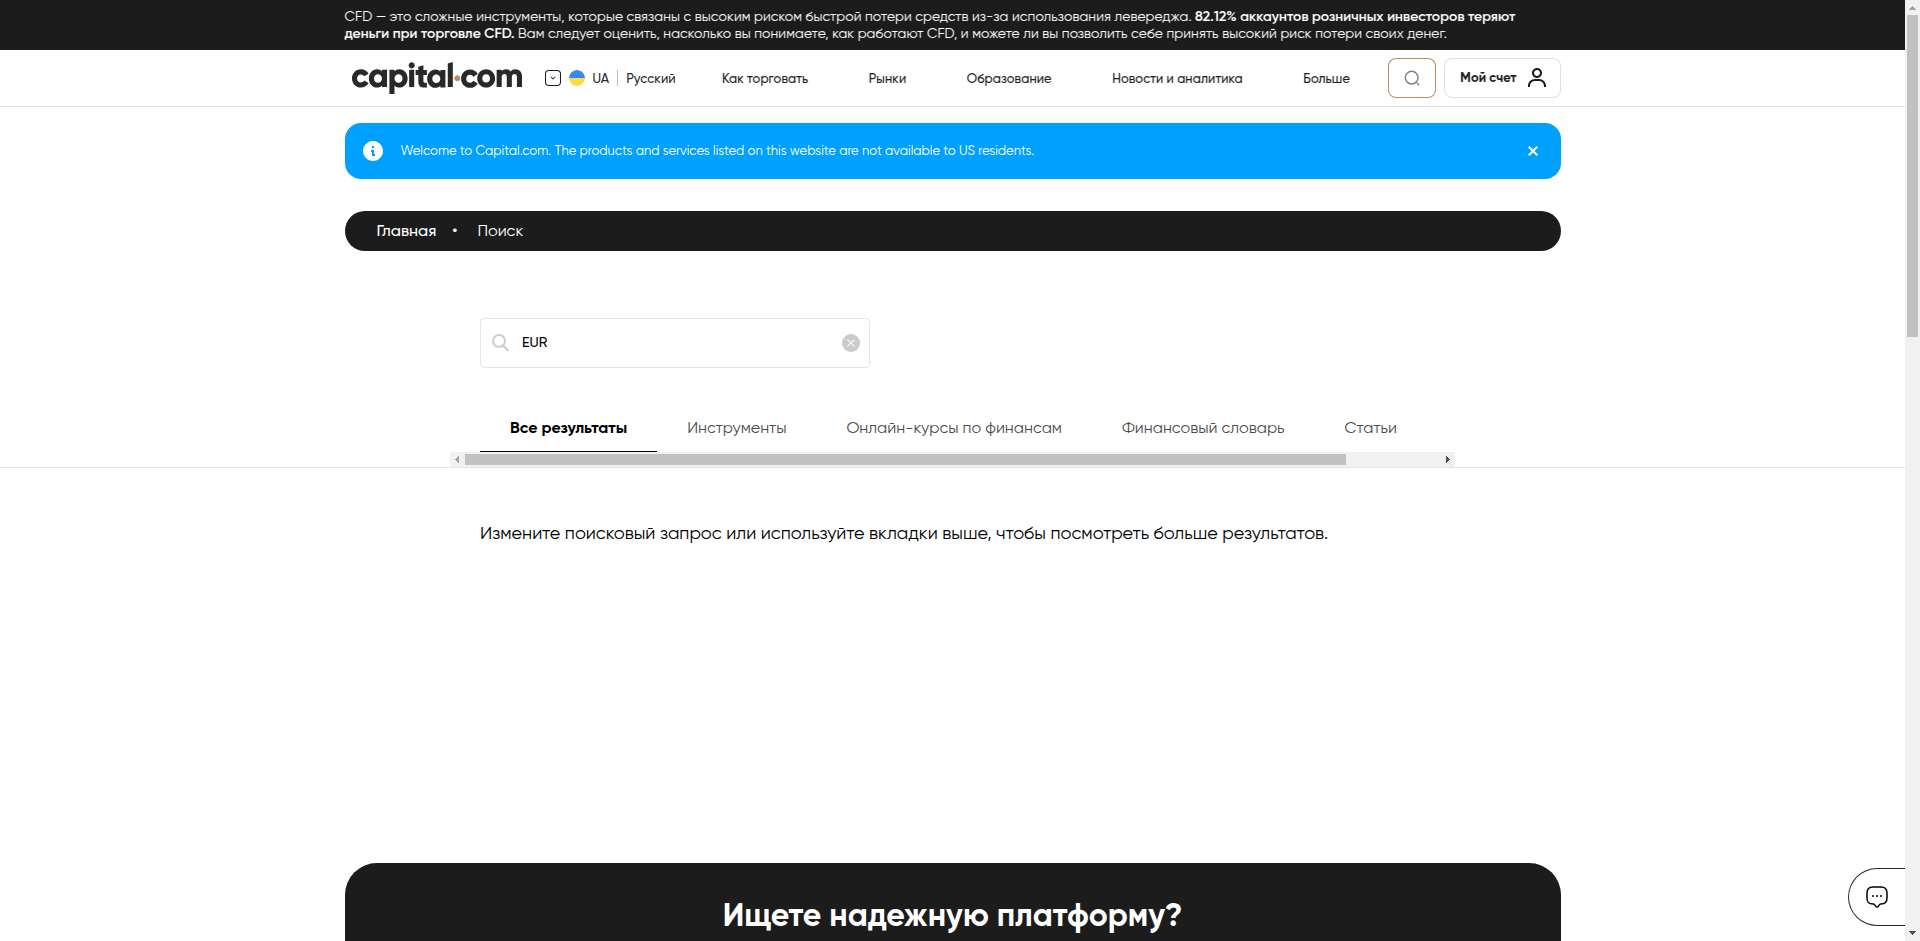 CFD — это сложные инструменты, которые связаны с высоким риском быстрой потери средств из-за использования левереджа. 82.12% аккаунтов розничных инвесторов теряют
деньги при торговле CFD. Вам следует оценить, насколько вы понимаете, как работают CFD, и можете ли вы позволить себе принять высокий риск потери своих денег.
capital.com UA Русский Как торговать Рынки Образование Новости и аналитика Больше Мой счет
Welcome to Capital.com. The products and services listed on this website are not available to US residents.
Главная • Поиск
EUR
Все результаты Инструменты Онлайн-курсы по финансам Финансовый словарь Статьи
Измените поисковый запрос или используйте вкладки выше, чтобы посмотреть больше результатов.
Ищете надежную платформу?